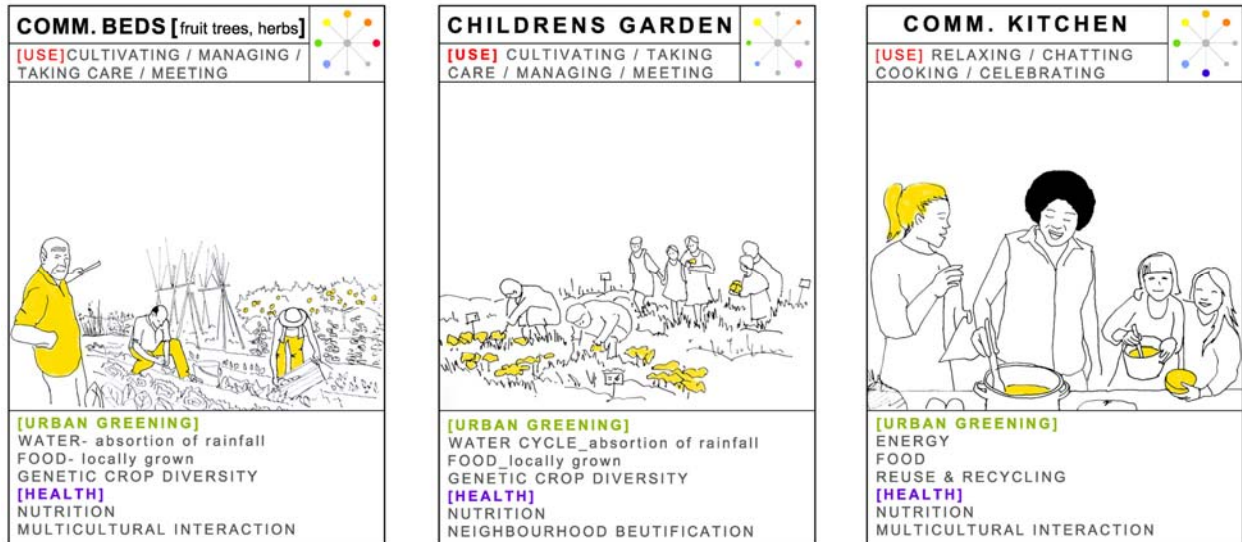 COMM. BEDS [fruit trees, herbs]
[USE]CULTIVATING / MANAGING /
TAKING CARE / MEETING
[URBAN GREENING]
WATER- absortion of rainfall
FOOD- locally grown
GENETIC CROP DIVERSITY
[HEALTH]
NUTRITION
MULTICULTURAL INTERACTION
CHILDRENS GARDEN
[USE] CULTIVATING / TAKING
CARE / MANAGING / MEETING
[URBAN GREENING]
WATER CYCLE_absortion of rainfall
FOOD_locally grown
GENETIC CROP DIVERSITY
[HEALTH]
NUTRITION
NEIGHBOURHOOD BEUTIFICATION
COMM. KITCHEN
[USE] RELAXING / CHATTING
COOKING / CELEBRATING
[URBAN GREENING]
ENERGY
FOOD
REUSE & RECYCLING
[HEALTH]
NUTRITION
MULTICULTURAL INTERACTION